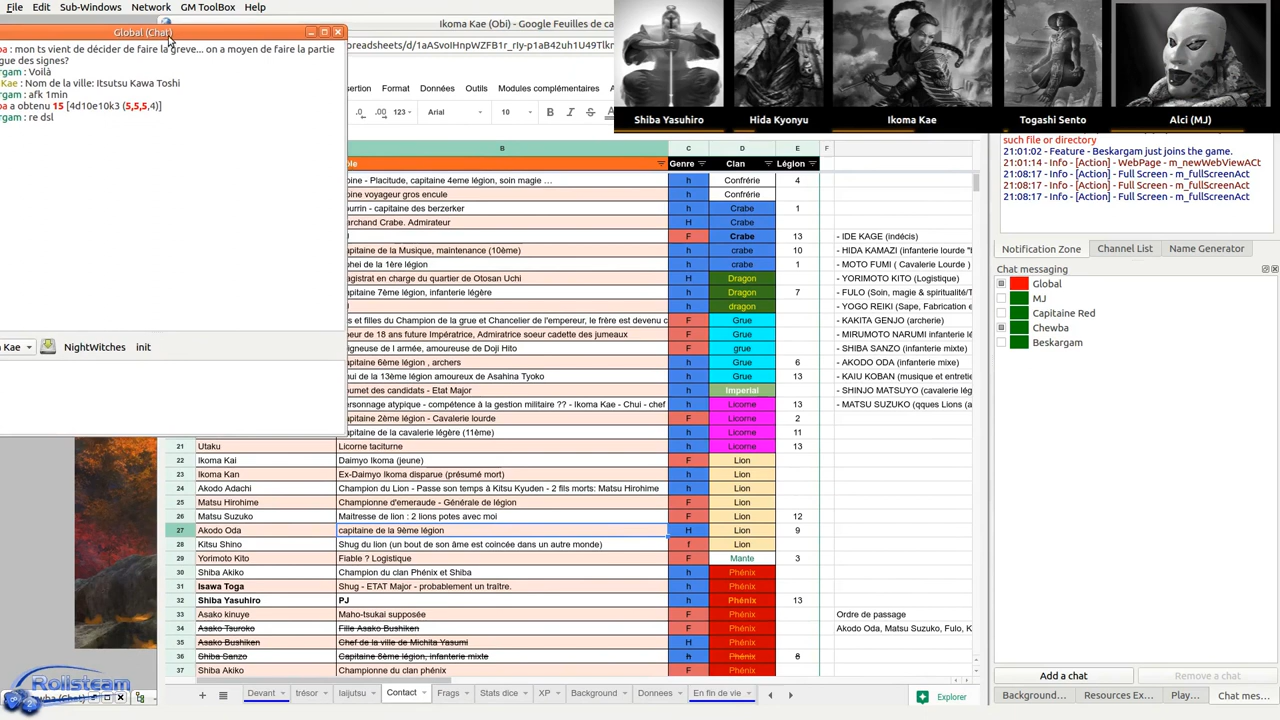 File Edit Sub-Windows Network GM ToolBox Help
Global (Chat)
Ikoma Kae (Obi) - Google Feuilles de ca
mon ts vient de décider de faire la greve... on a moyen de faire la partie
gue des signes?
rgam : Voilà
Kae : Nom de la ville: Itsutsu Kawa Toshi
rgam : afk 1min
a a obtenu 15 [4d10e10k3 (5,5,5,4)]
rgam : re dsl
Kae NightWitches init
Données Outils Modules complémentaires
.0 .00 123 Arial 10 B I S A
Shiba Yasuhiro Hida Kyonyu Ikoma Kae Togashi Sento Alci (MJ)
such file or directory
21:01:02 - Feature - Beskargam just joins the game.
21:01:14 - Info - [Action] - WebPage - m_newWebViewACt
21:08:17 - Info - [Action] - Full Screen - m_fullScreenAct
21:08:17 - Info - [Action] - Full Screen - m_fullScreenAct
21:08:17 - Info - [Action] - Full Screen - m_fullScreenAct
Notification Zone Channel List Name Generator
Chat messaging
Global
MJ
Capitaine Red
Chewba
Beskargam
Add a chat Remove a chat
Background... Resources Ex... Play... Chat mes...
B C D E
Genre Clan Légion
oine - Placitude, capitaine 4eme légion, soin magie ... h Confrérie 4
oine voyageur gros encule h Confrérie
ourrin - capitaine des berzerker h Crabe 1
archand Crabe. Admirateur H Crabe
F Crabe 13 - IDE KAGE (indécis)
apitaine de la Musique, maintenance (10ème) h crabe 10 - HIDA KAMAZI (infanterie lourde "l
ohei de la 1ère légion h crabe 1 - MOTO FUMI ( Cavalerie Lourde )
agistrat en charge du quartier de Otosan Uchi H Dragon - YORIMOTO KITO (Logistique)
apitaine 7ème légion, infanterie légère h Dragon 7 - FULO (Soin, magie & spiritualité/T
h dragon - YOGO REIKI (Sape, Fabrication e
s et filles du Champion de la grue et Chancelier de l'empereur, le frère est devenu c F Grue - KAKITA GENJO (archerie)
oeur de 18 ans future Impératrice, Admiratrice soeur cadette des jumeaux F Grue - MIRUMOTO NARUMI infanterie lé
eigneuse de l armée, amoureuse de Doji Hito F grue - SHIBA SANZO (infanterie mixte)
apitaine 6ème légion , archers h Grue 6 - AKODO ODA (infanterie mixe)
ui de la 13ème légion amoureux de Asahina Tyoko h Grue 13 - KAIU KOBAN (musique et entretie
oumet des candidats - Etat Major h Imperial - SHINJO MATSUYO (cavalerie lég
ersonnage atypique - compétence à la gestion militaire ?? - Ikoma Kae - Chui - chef h Licorne 13 - MATSU SUZUKO (qques Lions (a
apitaine 2ème légion - Cavalerie lourde F Licorne 2
apitaine de la cavalerie légère (11ème) h Licorne 11
21 Utaku Licorne taciturne h Licorne 13
22 Ikoma Kai Daimyo Ikoma (jeune) F Lion
23 Ikoma Kan Ex-Daimyo Ikoma disparue (présumé mort) h Lion
24 Akodo Adachi Champion du Lion - Passe son temps à Kitsu Kyuden - 2 fils morts: Matsu Hirohime h Lion
25 Matsu Hirohime Championne d'emeraude - Générale de légion F Lion
26 Matsu Suzuko Maitresse de lion : 2 lions potes avec moi F Lion 12
27 Akodo Oda capitaine de la 9ème légion H Lion 9
28 Kitsu Shino Shug du lion (un bout de son âme est coincée dans un autre monde) f Lion
29 Yorimoto Kito Fiable ? Logistique F Mante 3
30 Shiba Akiko Champion du clan Phénix et Shiba h Phénix
31 Isawa Toga Shug - ETAT Major - probablement un traître. h Phénix
32 Shiba Yasuhiro PJ h Phénix 13
33 Asako kinuye Maho-tsukai supposée F Phénix Ordre de passage
34 Asako Tsuroko Fille Asako Bushiken F Phénix Akodo Oda, Matsu Suzuko, Fulo, K
35 Asako Bushiken Chef de la ville de Michita Yasumi H Phénix
36 Shiba Sanzo Capitaine 8ème légion, infanterie mixte h Phénix 8
37 Shiba Akiko Championne du clan phénix F Phénix
+ Devant trésor Iaijutsu Contact Frags Stats dice XP Background Donnees En fin de vie Explorer
Rolisteam
ba (Chat)